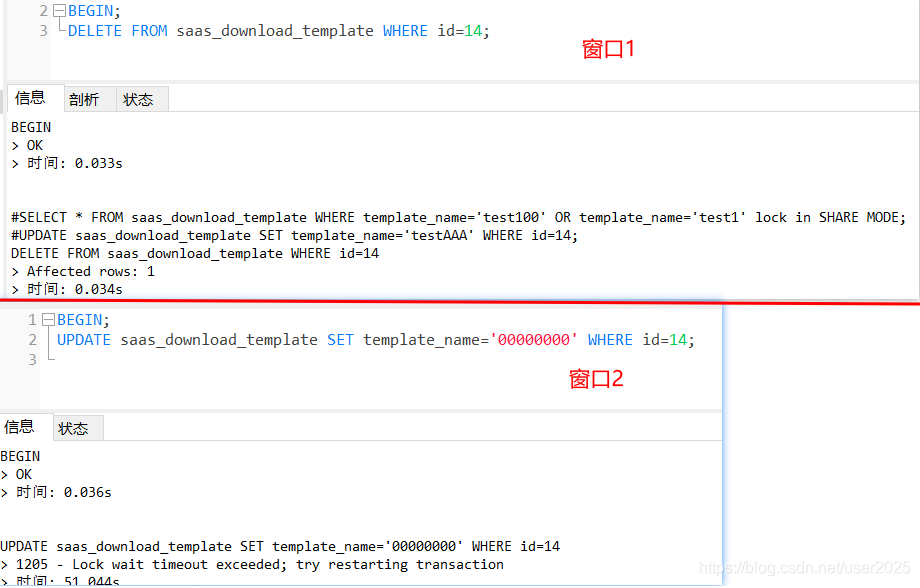 2 BEGIN;
3 DELETE FROM saas_download_template WHERE id=14;
窗口1
信息 剖析 状态
BEGIN
> OK
> 时间: 0.033s
#SELECT * FROM saas_download_template WHERE template_name='test100' OR template_name='test1' lock in SHARE MODE;
#UPDATE saas_download_template SET template_name='testAAA' WHERE id=14;
DELETE FROM saas_download_template WHERE id=14
> Affected rows: 1
> 时间: 0.034s
1 BEGIN;
2 UPDATE saas_download_template SET template_name='00000000' WHERE id=14;
3
窗口2
信息 状态
BEGIN
> OK
> 时间: 0.036s
UPDATE saas_download_template SET template_name='00000000' WHERE id=14
> 1205 - Lock wait timeout exceeded; try restarting transaction
> 时间: 51.044s
https://blog.csdn.net/user2025